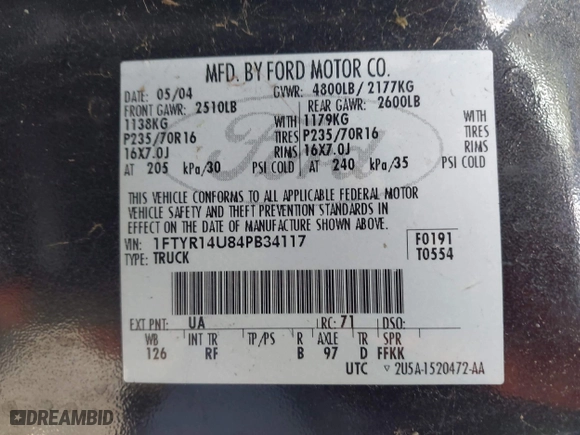 MFD. BY FORD MOTOR CO.
DATE: 05/04 GVWR: 4800LB/ 2177KG
FRONT GAWR: 2510LB REAR GAWR: 2600LB
1138KG 1179KG
P235/70R16 TIRES P235/70R16 TIRES
16X7.0J RIMS 16X7.0J RIMS
AT 205 kPa/30 PSI COLD AT 240 kPa/35 PSI COLD
Ford
THIS VEHICLE CONFORMS TO ALL APPLICABLE FEDERAL MOTOR
VEHICLE SAFETY AND THEFT PREVENTION STANDARDS IN
EFFECT ON THE DATE OF MANUFACTURE SHOWN ABOVE.
VIN: 1FTYR14U84PB34117 F0191
TYPE: TRUCK T0554
EXT PNT: UA RC: 71 DSO:
WB INT TR TP/PS R AXLE TR SPR
126 RF B 97 D FFKK
UTC ▽ 2U5A-1520472-AA
DREAMBID